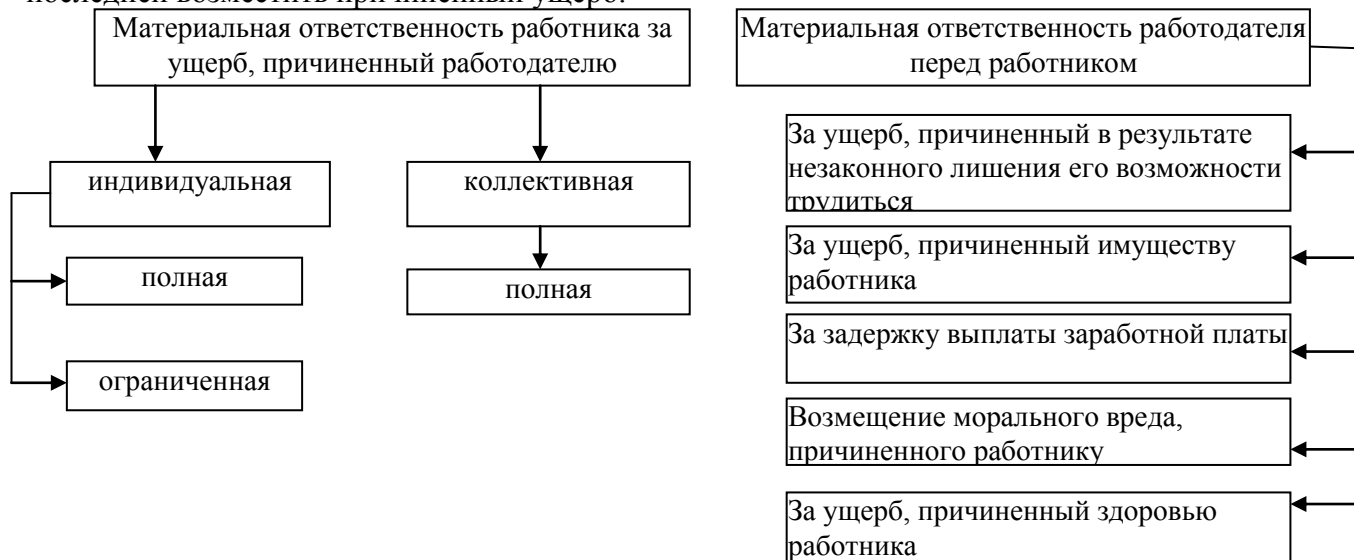 последней возместить причиненный ущерб.
Материальная ответственность работника за
ущерб, причиненный работодателю
индивидуальная
коллективная
полная
полная
ограниченная
Материальная ответственность работодателя
перед работником
За ущерб, причиненный в результате
незаконного лишения его возможности
трудиться
За ущерб, причиненный имуществу
работника
За задержку выплаты заработной платы
Возмещение морального вреда,
причиненного работнику
За ущерб, причиненный здоровью
работника